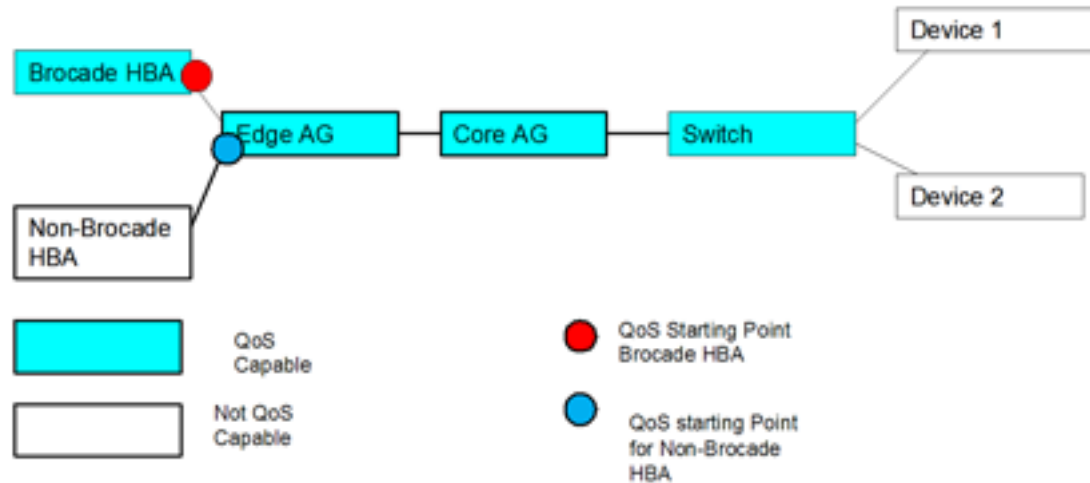 Device 1
Brocade HBA
Edge AG
Core AG
Switch
Device 2
Non-Brocade
HBA
QoS
Capable
QoS Starting Point
Brocade HBA
Not QoS
Capable
QoS starting Point
for Non-Brocade
HBA